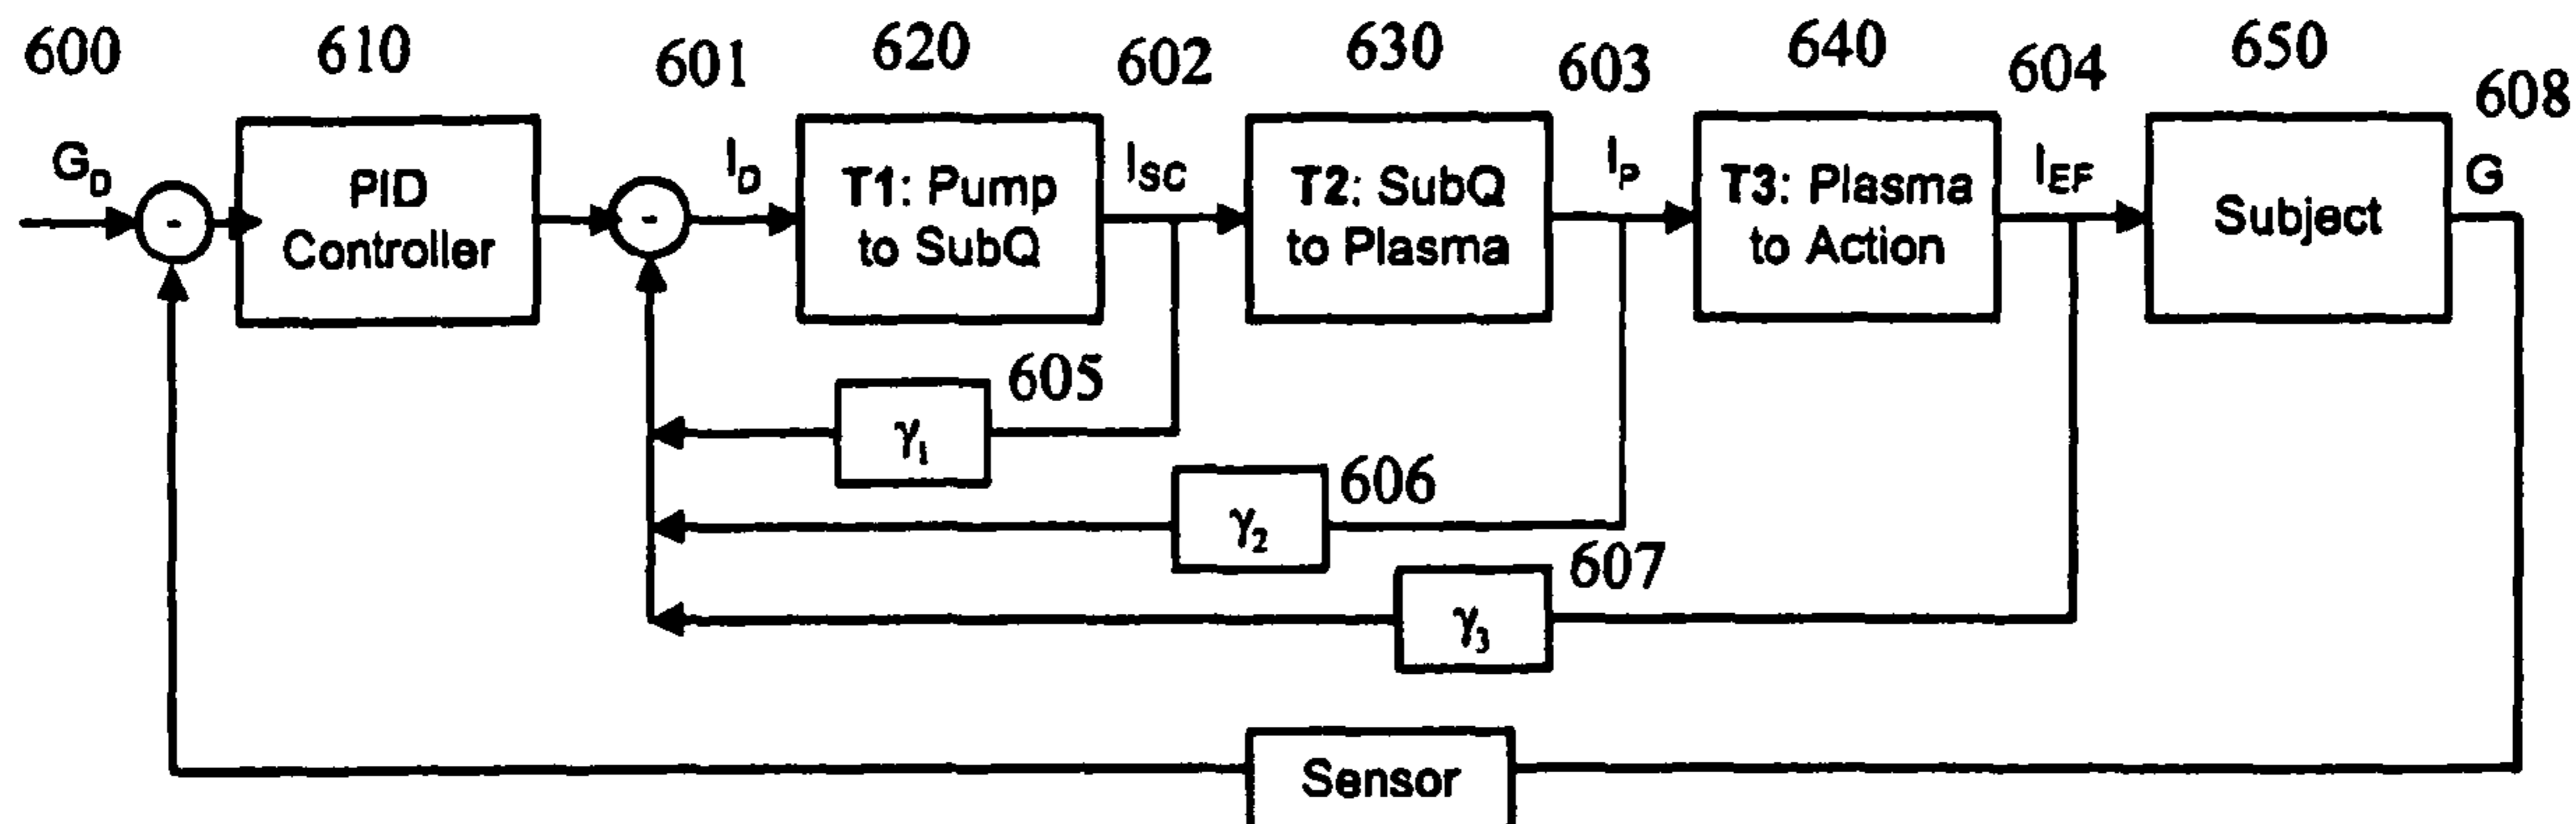 600 610 601 620 602 630 603 640 604 650 608
G_D I_D I_SC I_P I_EF G
PID
Controller
T1: Pump
to SubQ
T2: SubQ
to Plasma
T3: Plasma
to Action
Subject
-
-
γ₁ 605
γ₂ 606
γ₃ 607
Sensor